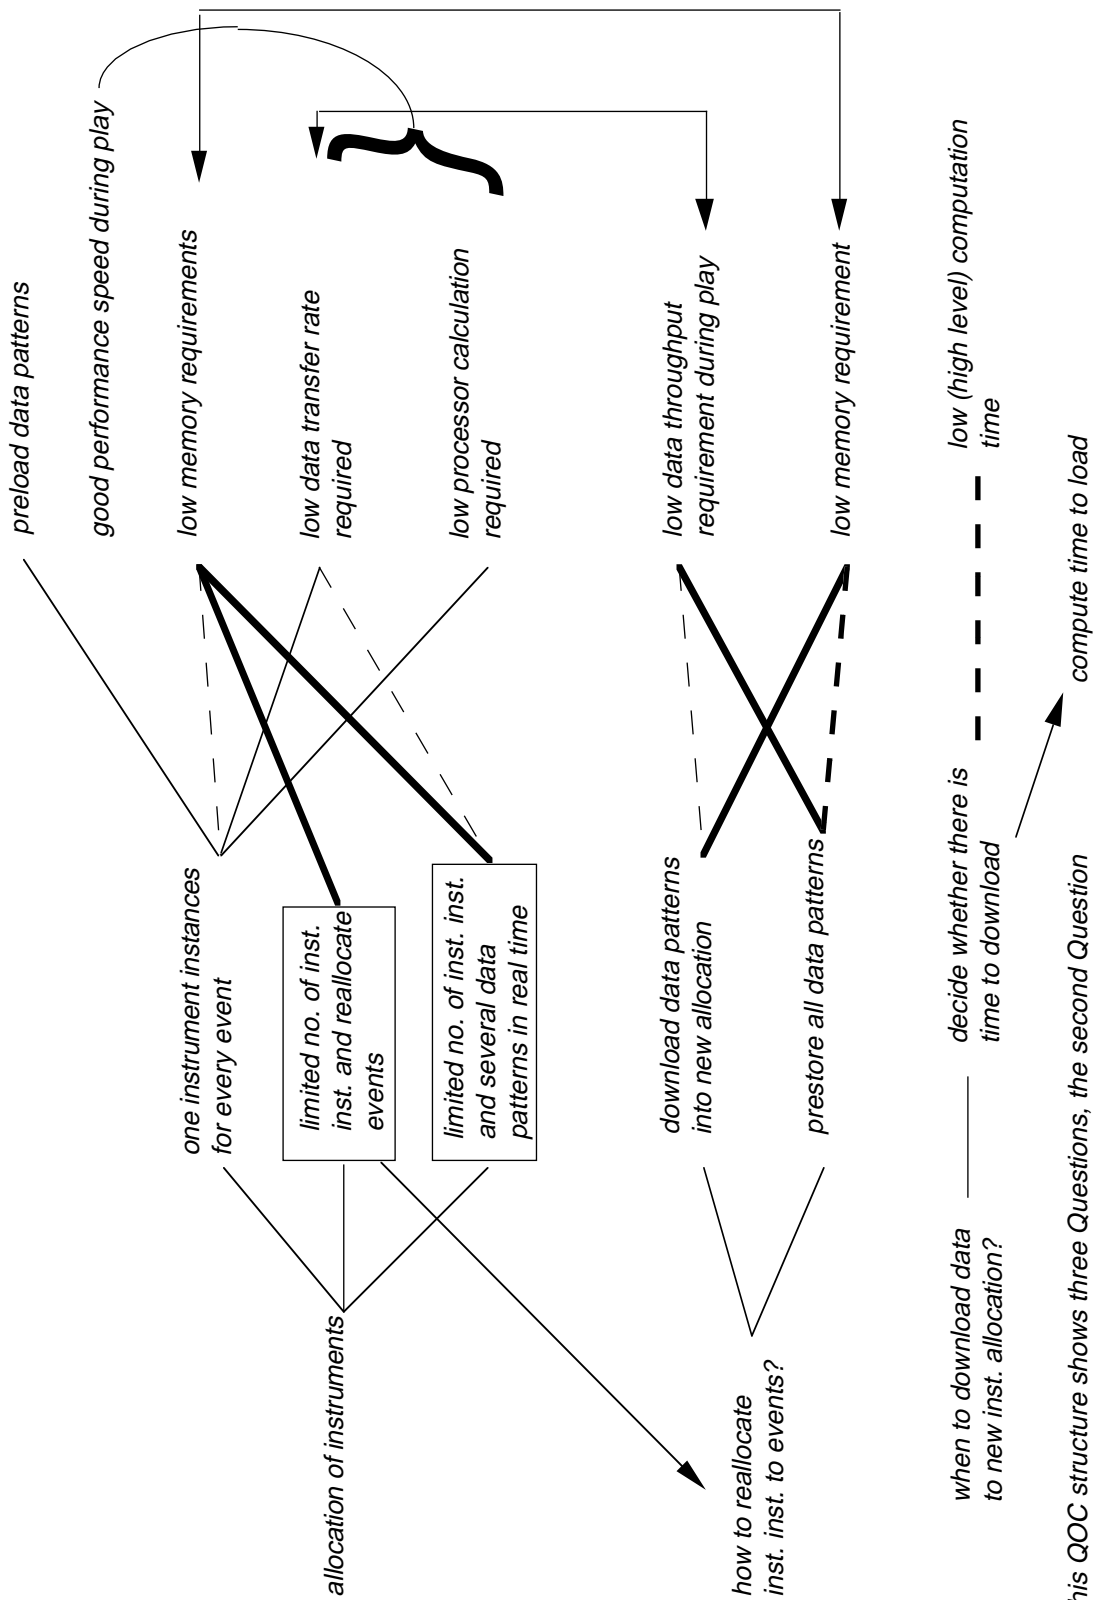 preload data patterns
good performance speed during play
low memory requirements
low data transfer rate
required
low processor calculation
required
low data throughput
requirement during play
low memory requirement
low (high level) computation
time
compute time to load
one instrument instances
for every event
limited no. of inst.
inst. and reallocate
events
limited no. of inst. inst.
and several data
patterns in real time
download data patterns
into new allocation
prestore all data patterns
decide whether there is
time to download
allocation of instruments
how to reallocate
inst. inst. to events?
when to download data
to new inst. allocation?
his QOC structure shows three Questions, the second Question